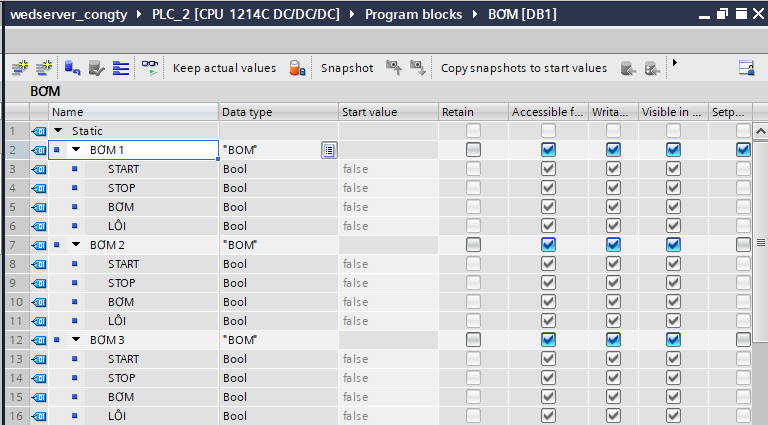 wedserver_congty ▸ PLC_2 [CPU 1214C DC/DC/DC] ▸ Program blocks ▸ BƠM [DB1]
Keep actual values Snapshot Copy snapshots to start values
BƠM
Name Data type Start value Retain Accessible f... Writa... Visible in ... Setp...
1 Static
2 BƠM 1 "BOM"
3 START Bool false
4 STOP Bool false
5 BƠM Bool false
6 LÔI Bool false
7 BƠM 2 "BOM"
8 START Bool false
9 STOP Bool false
10 BƠM Bool false
11 LÔI Bool false
12 BƠM 3 "BOM"
13 START Bool false
14 STOP Bool false
15 BƠM Bool false
16 LÔI Bool false